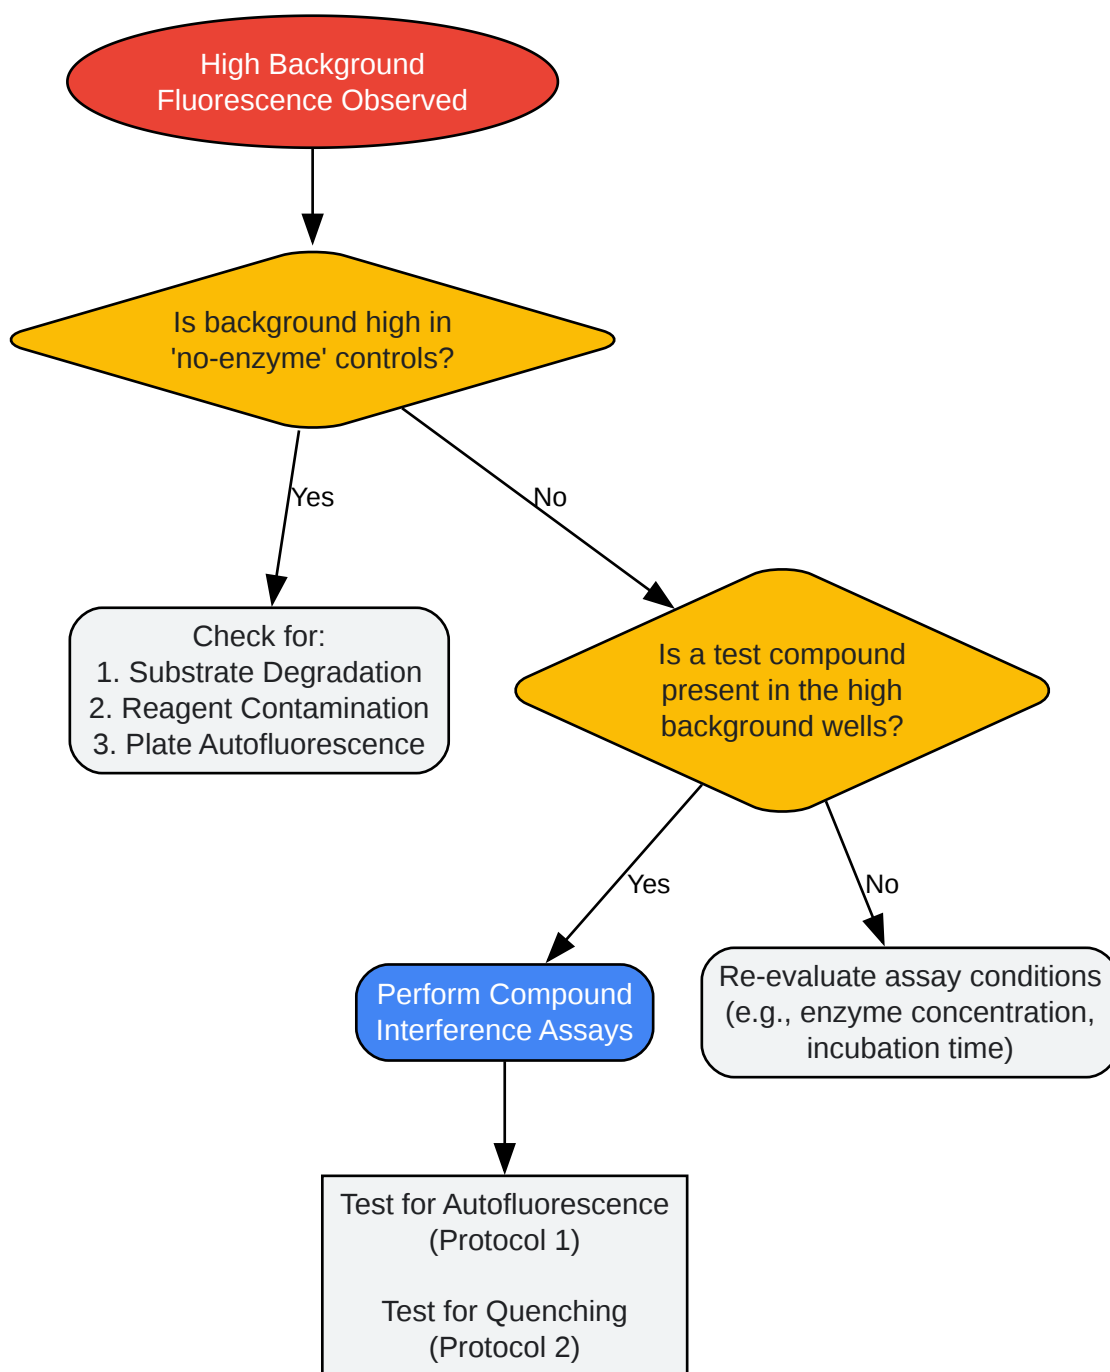 High Background
Fluorescence Observed
Is background high in
'no-enzyme' controls?
Yes
No
Check for:
1. Substrate Degradation
2. Reagent Contamination
3. Plate Autofluorescence
Is a test compound
present in the high
background wells?
Yes
No
Perform Compound
Interference Assays
Re-evaluate assay conditions
(e.g., enzyme concentration,
incubation time)
Test for Autofluorescence
(Protocol 1)
Test for Quenching
(Protocol 2)